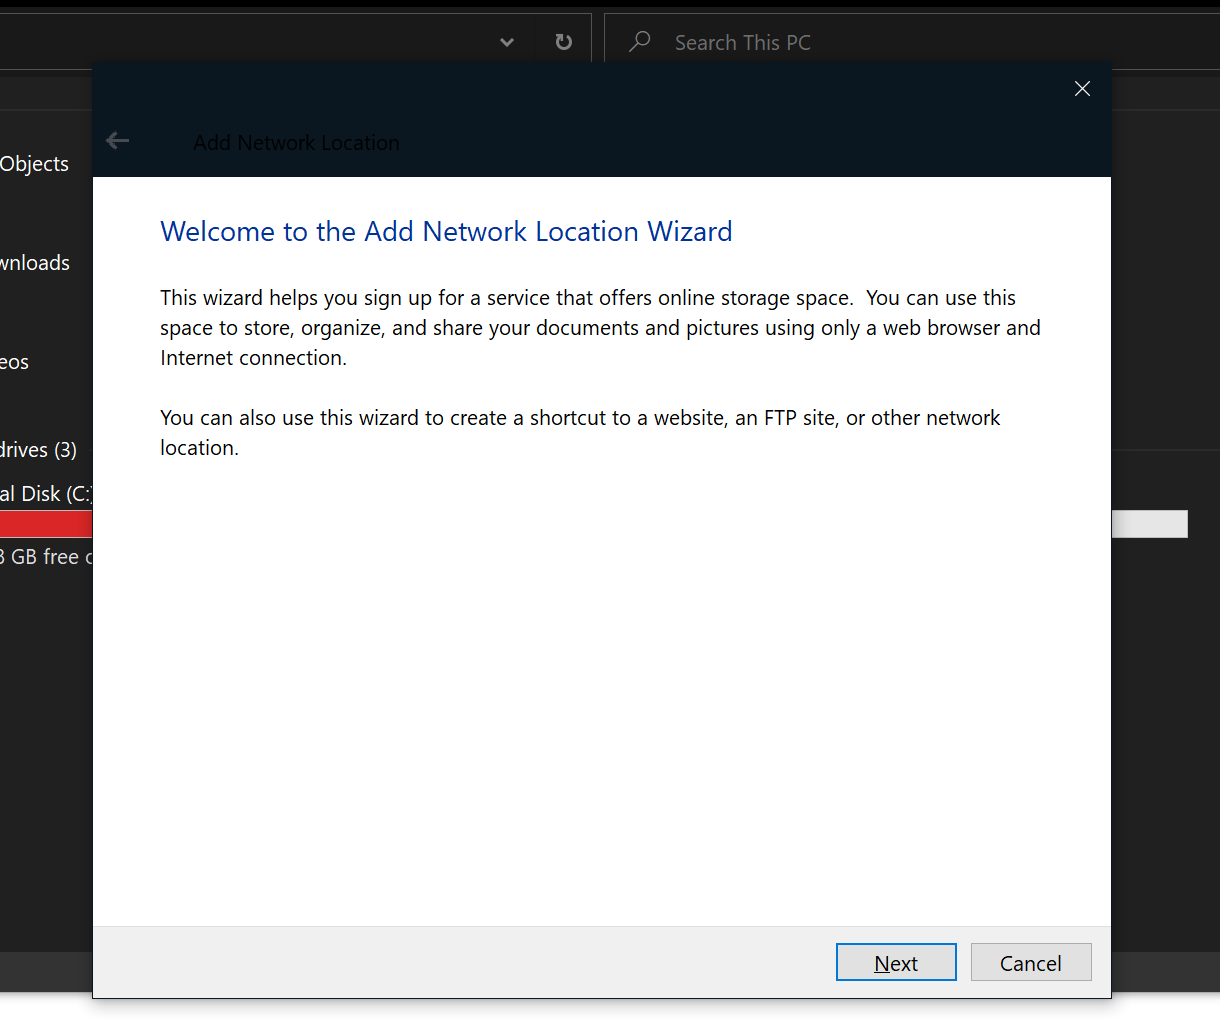 Search This PC
Add Network Location
Objects
wnloads
eos
drives (3)
al Disk (C:)
GB free
Welcome to the Add Network Location Wizard
This wizard helps you sign up for a service that offers online storage space.  You can use this
space to store, organize, and share your documents and pictures using only a web browser and
Internet connection.
You can also use this wizard to create a shortcut to a website, an FTP site, or other network
location.
Next
Cancel